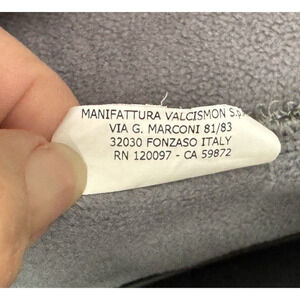 MANIFATTURA VALCISMON S.p.
VIA G. MARCONI 81/83
32030 FONZASO ITALY
RN 120097 - CA 59872